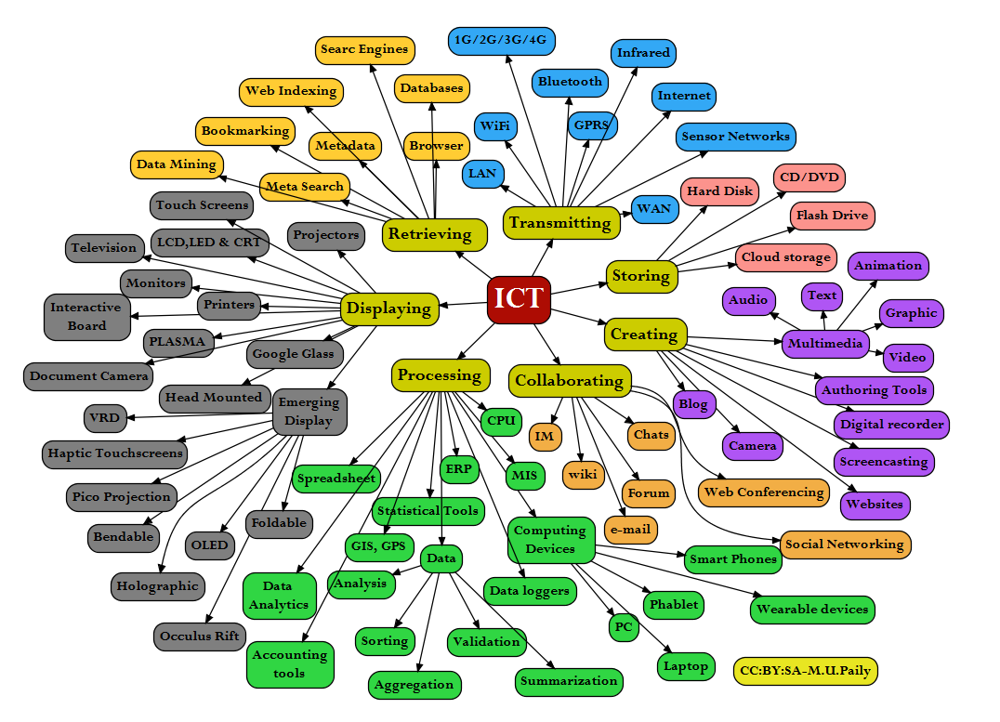 1G/2G/3G/4G
Searc Engines
Infrared
Bluetooth
Databases
Web Indexing
Internet
WiFi
GPRS
Bookmarking
Metadata
Browser
Sensor Networks
Data Mining
LAN
CD/DVD
Meta Search
Hard Disk
Touch Screens
WAN
Flash Drive
Retrieving
Transmitting
Projectors
LCD,LED & CRT
Television
Cloud storage
Animation
Storing
Monitors
Text
Audio
ICT
Printers
Displaying
Interactive
Board
Graphic
Creating
PLASMA
Multimedia
Google Glass
Video
Document Camera
Processing
Collaborating
Authoring Tools
Head Mounted
Emerging
Display
Blog
VRD
CPU
Digital recorder
IM
Chats
Camera
Haptic Touchscreens
Screencasting
ERP
MIS
wiki
Spreadsheet
Forum
Web Conferencing
Pico Projection
Websites
Statistical Tools
Foldable
e-mail
Bendable
Computing
Devices
OLED
GIS, GPS
Social Networking
Data
Smart Phones
Holographic
Analysis
Data
Analytics
Data loggers
Phablet
Wearable devices
PC
Occulus Rift
Sorting
Validation
Accounting
tools
Laptop
CC:BY:SA-M.U.Paily
Aggregation
Summarization